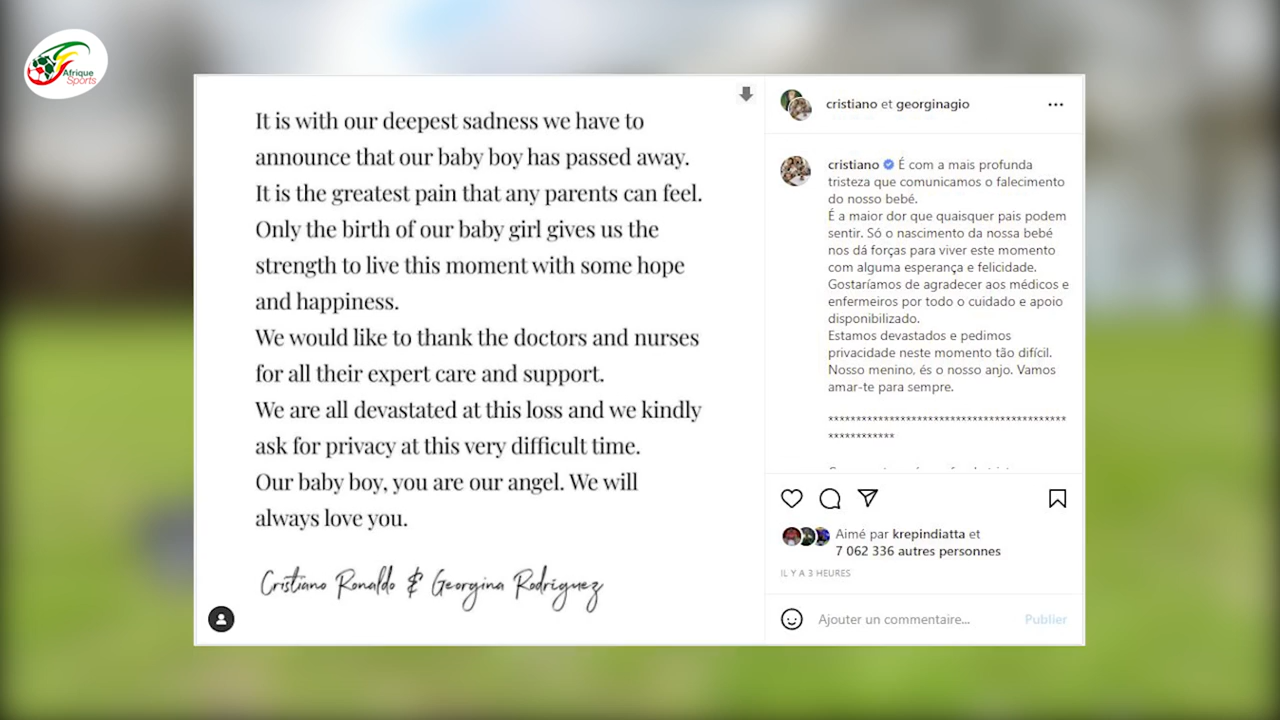 Afrique
Sports
It is with our deepest sadness we have to
announce that our baby boy has passed away.
It is the greatest pain that any parents can feel.
Only the birth of our baby girl gives us the
strength to live this moment with some hope
and happiness.
We would like to thank the doctors and nurses
for all their expert care and support.
We are all devastated at this loss and we kindly
ask for privacy at this very difficult time.
Our baby boy, you are our angel. We will
always love you.
Cristiano Ronaldo & Georgina Rodríguez
cristiano et georginagio
cristiano É com a mais profunda
tristeza que comunicamos o falecimento
do nosso bebé.
É a maior dor que quaisquer pais podem
sentir. Só o nascimento da nossa bebé
nos dá forças para viver este momento
com alguma esperança e felicidade.
Gostaríamos de agradecer aos médicos e
enfermeiros por todo o cuidado e apoio
disponibilizado.
Estamos devastados e pedimos
privacidade neste momento tão difícil.
Nosso menino, és o nosso anjo. Vamos
amar-te para sempre.
*******************************************
************
Aimé par krepindiatta et
7 062 336 autres personnes
IL Y A 3 HEURES
Ajouter un commentaire...
Publier